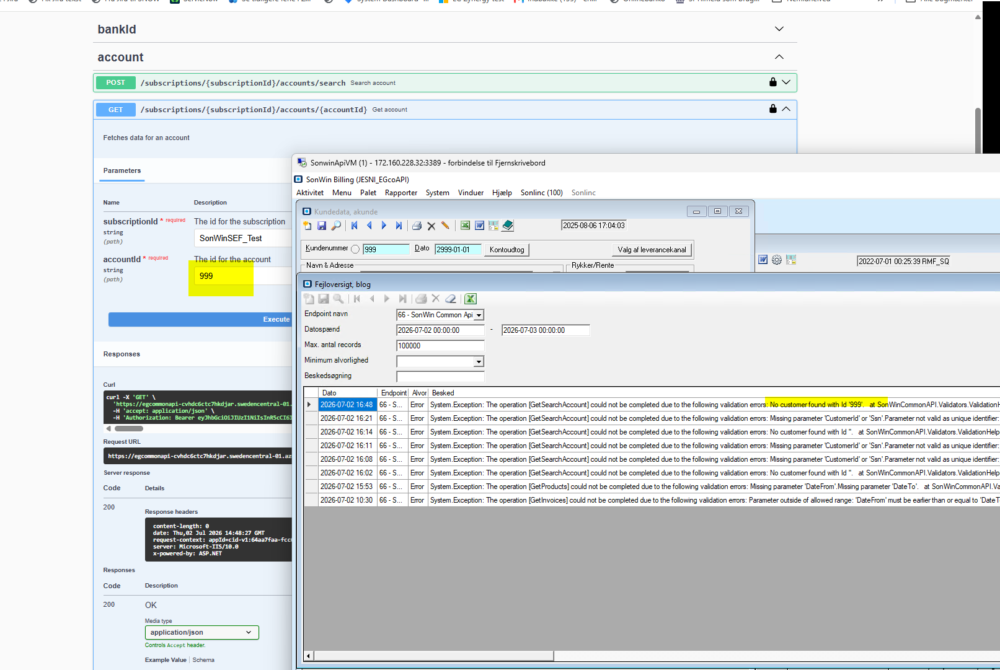 bankId
account
POST /subscriptions/{subscriptionId}/accounts/search Search account
GET /subscriptions/{subscriptionId}/accounts/{accountId} Get account
Fetches data for an account
Parameters
Name Description
subscriptionId * required The id for the subscription
string
(path)
SonWinSEF_Test
accountId * required The id for the account
string
(path)
999
Execute
Responses
Curl
curl -X 'GET' \
'https://egcommonapi-cvhdc6ctc7hkdjar.swedencentral-01.
-H 'accept: application/json' \
-H 'Authorization: Bearer eyJhbGciOiJIUzI1NiIsInR5cCI6I
Request URL
https://egcommonapi-cvhdc6ctc7hkdjar.swedencentral-01.az
Server response
Code Details
200
Response headers
content-length: 0
date: Thu,02 Jul 2026 14:48:27 GMT
request-context: appId=cid-v1:64aa7faa-fcc
server: Microsoft-IIS/10.0
x-powered-by: ASP.NET
Responses
Code Description
200 OK
Media type
application/json
Controls Accept header.
Example Value Schema
SonwinApiVM (1) - 172.160.228.32:3389 - forbindelse til Fjernskrivebord
SonWin Billing (JESNI_EGcoAPI)
Aktivitet Menu Palet Rapporter System Vinduer Hjælp Sonlinc (100) Sonlinc
Kundedata, akunde
2025-08-06 17:04:03
Kundenummer 999 Dato 2999-01-01 Kontoudtog Valg af leverancekanal
Navn & Adresse Rykker/Rente
2022-07-01 00:25:39 RMF_SQ
Fejloversigt, blog
Endpoint navn 66 - SonWin Common Api
Datospænd 2026-07-02 00:00:00 - 2026-07-03 00:00:00
Max. antal records 100000
Minimum alvorlighed
Beskedsøgning
Dato Endpoint Alvor Besked
2026-07-02 16:48 66 - S... Error System.Exception: The operation [GetSearchAccount] could not be completed due to the following validation errors: No customer found with Id '999'. at SonWinCommonAPI.Validators.ValidationH
2026-07-02 16:21 66 - S... Error System.Exception: The operation [GetSearchAccount] could not be completed due to the following validation errors: Missing parameter 'CustomerId' or 'Ssn'.Parameter not valid as unique identifier:
2026-07-02 16:14 66 - S... Error System.Exception: The operation [GetSearchAccount] could not be completed due to the following validation errors: No customer found with Id ''. at SonWinCommonAPI.Validators.ValidationHelp
2026-07-02 16:11 66 - S... Error System.Exception: The operation [GetSearchAccount] could not be completed due to the following validation errors: Missing parameter 'CustomerId' or 'Ssn'.Parameter not valid as unique identifier:
2026-07-02 16:08 66 - S... Error System.Exception: The operation [GetSearchAccount] could not be completed due to the following validation errors: Missing parameter 'CustomerId' or 'Ssn'.Parameter not valid as unique identifier:
2026-07-02 16:02 66 - S... Error System.Exception: The operation [GetSearchAccount] could not be completed due to the following validation errors: No customer found with Id ''. at SonWinCommonAPI.Validators.ValidationHelp
2026-07-02 15:53 66 - S... Error System.Exception: The operation [GetProducts] could not be completed due to the following validation errors: Missing parameter 'DateFrom'.Missing parameter 'DateTo'. at SonWinCommonAPI.Va
2026-07-02 10:30 66 - S... Error System.Exception: The operation [GetInvoices] could not be completed due to the following validation errors: Parameter outside of allowed range: 'DateFrom' must be earlier than or equal to 'DateT